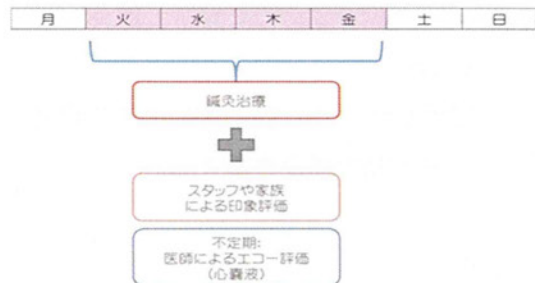 月 火 水 木 金 土 日
鍼灸治療
スタッフや家族
による印象評価
不定期:
医師によるエコー評価
(心嚢液)